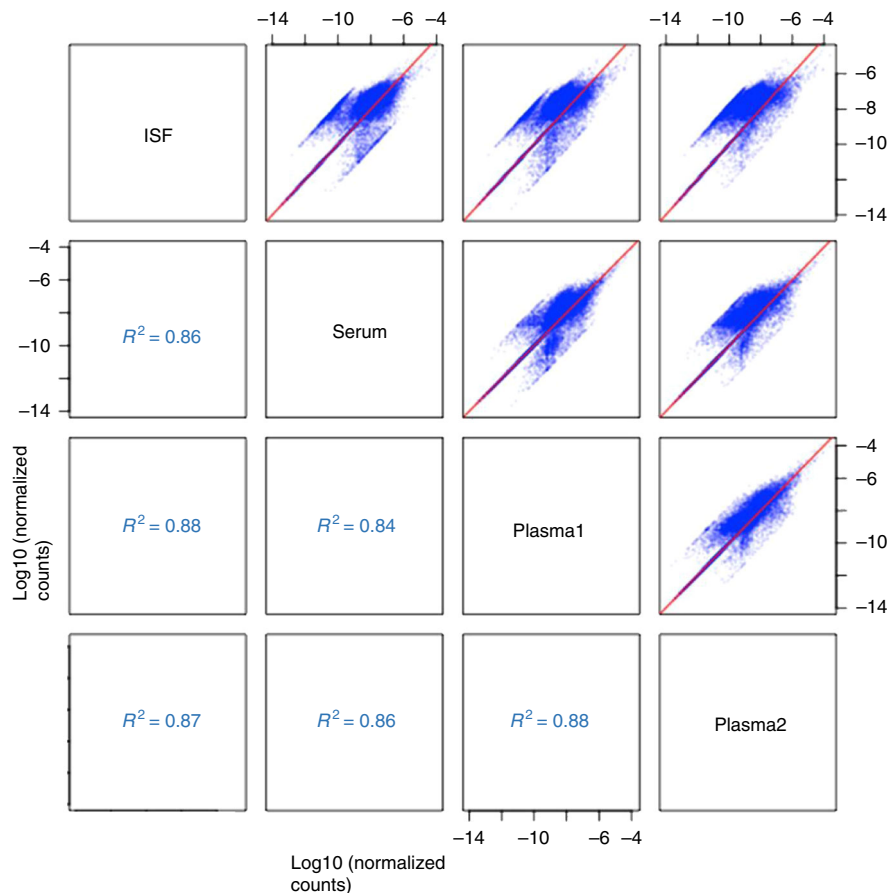 −14 −10 −6 −4
−14 −10 −6 −4
ISF
−6
−8
−10
−14
−4
−6
−10
−14
R² = 0.86
Serum
Log10 (normalized
counts)
R² = 0.88
R² = 0.84
Plasma1
−4
−6
−10
−14
R² = 0.87
R² = 0.86
R² = 0.88
Plasma2
−14 −10 −6 −4
Log10 (normalized
counts)